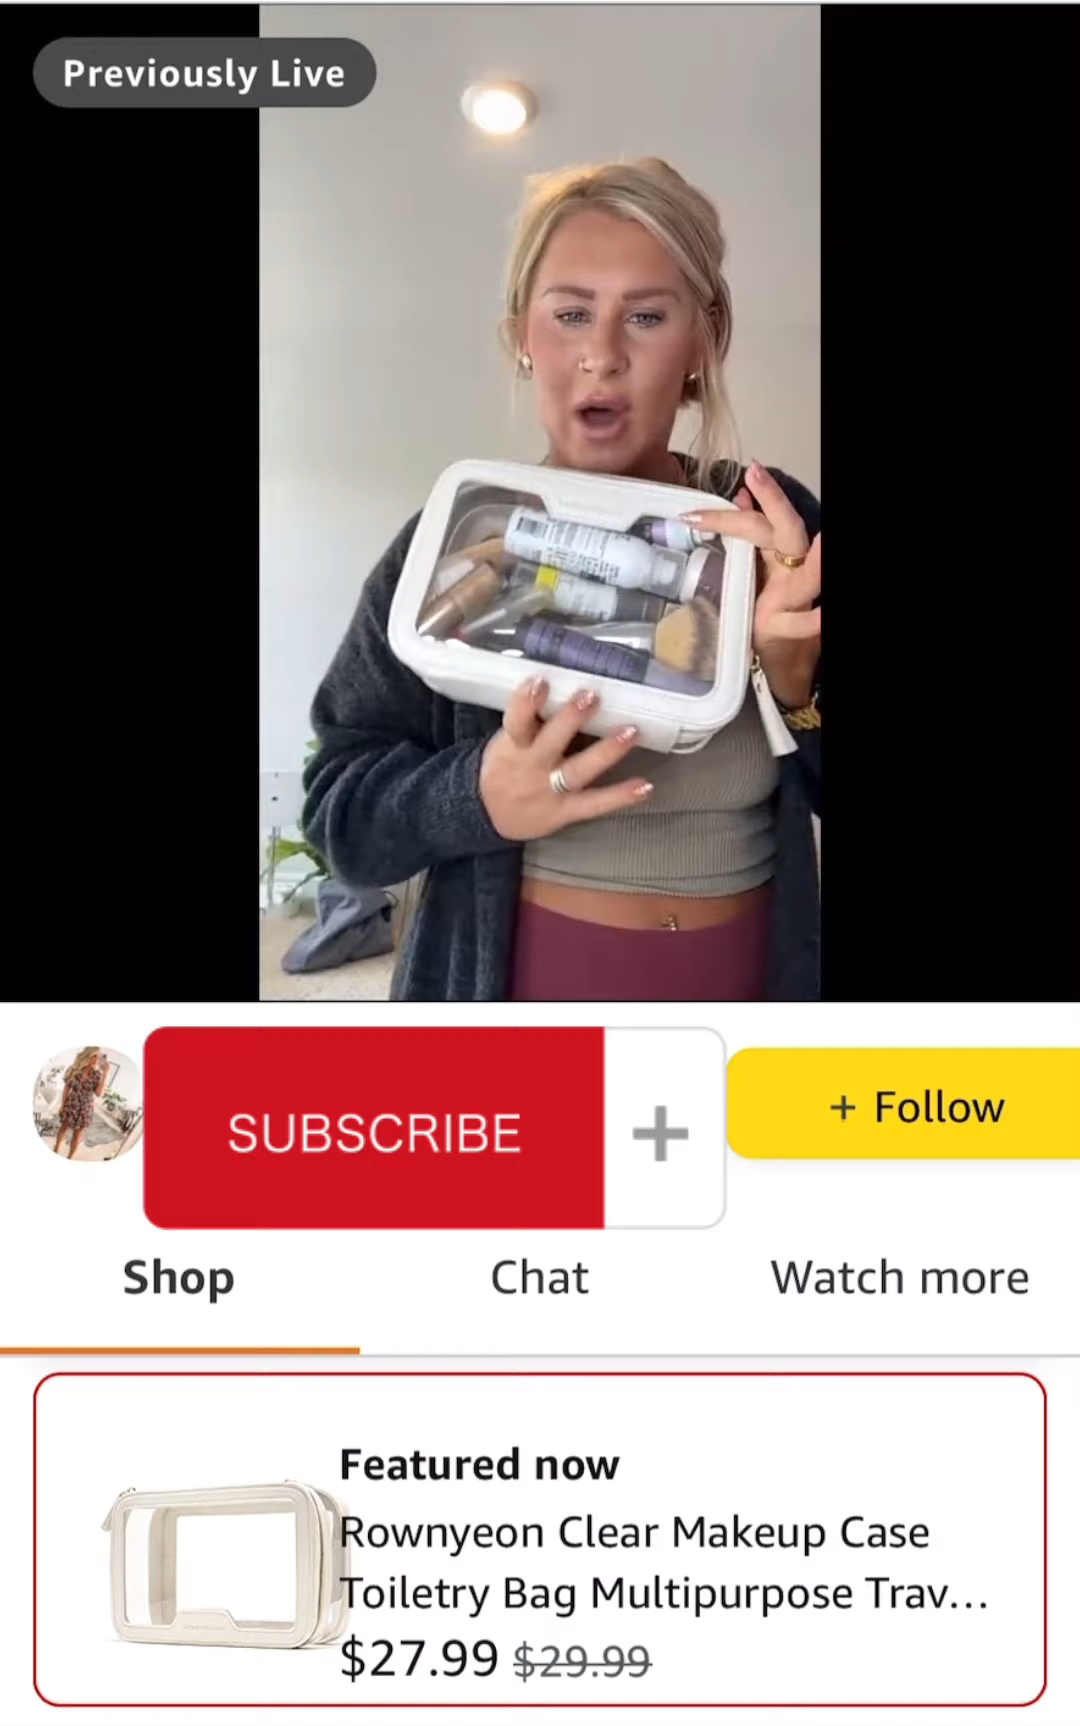 Previously Live
SUBSCRIBE
+
+ Follow
Shop
Chat
Watch more
Featured now
Rownyeon Clear Makeup Case
Toiletry Bag Multipurpose Trav...
$27.99 $29.99